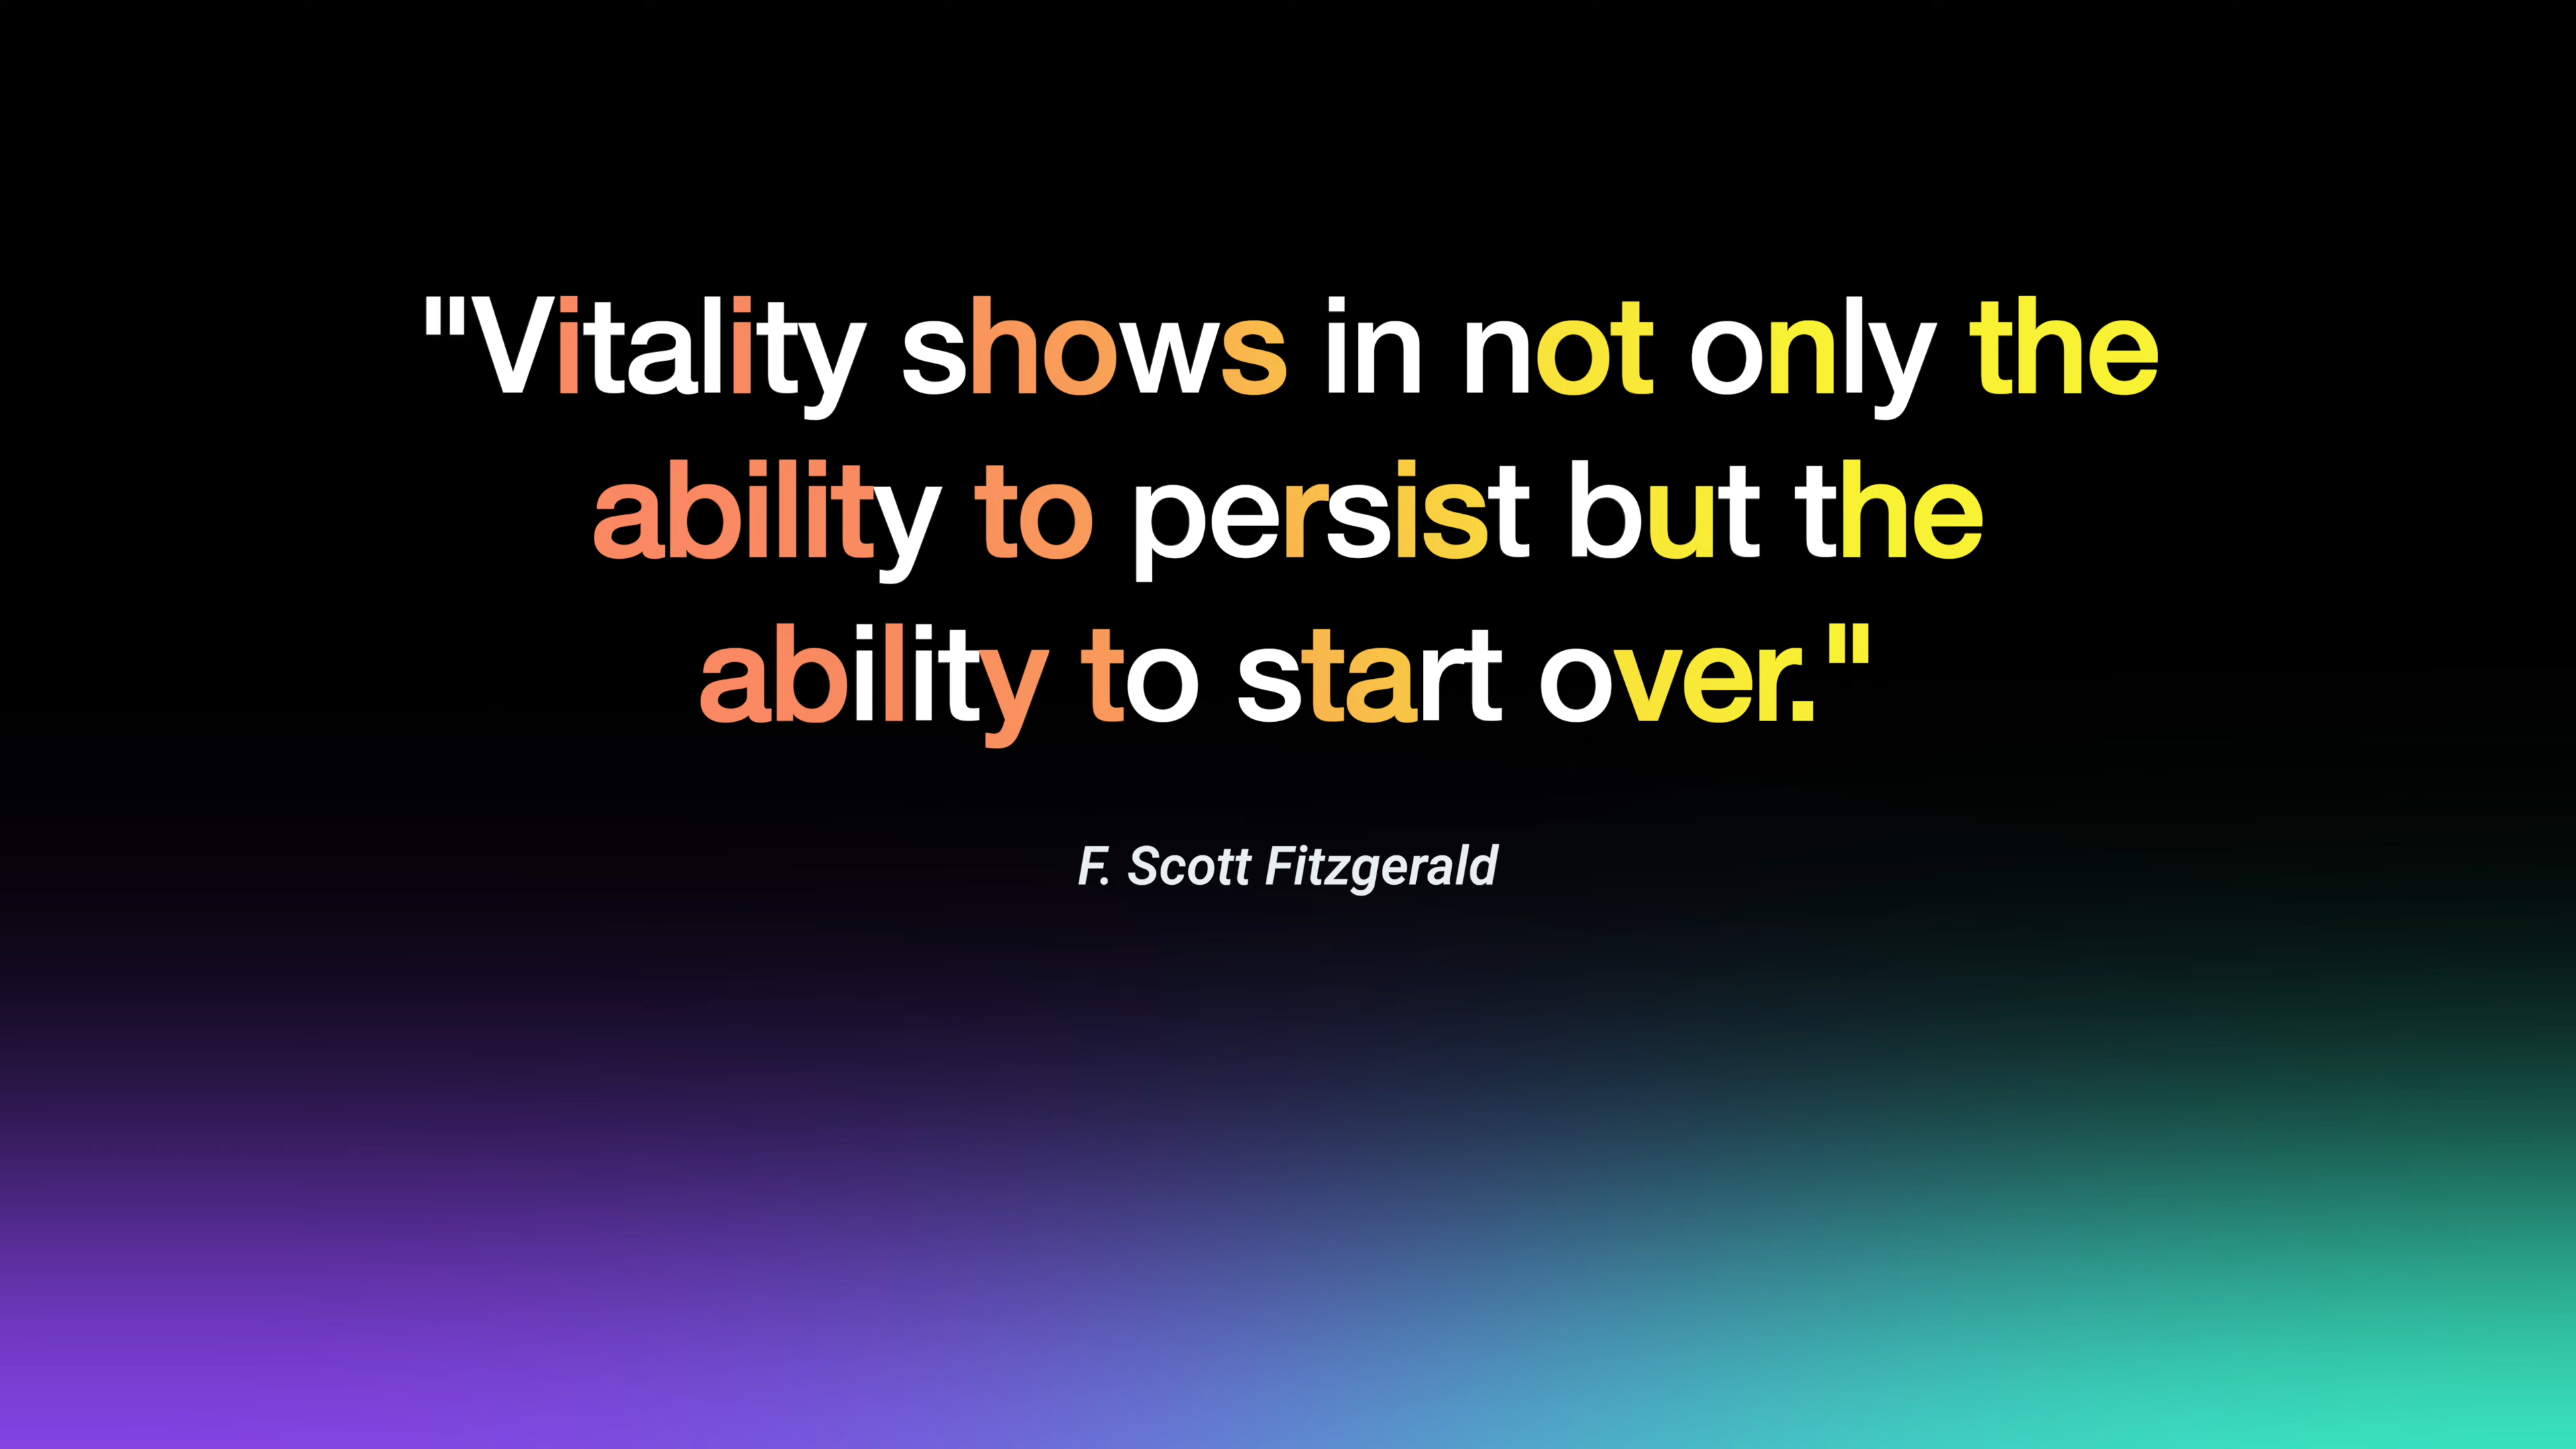 "Vitality shows in not only the
ability to persist but the
ability to start over."
F. Scott Fitzgerald